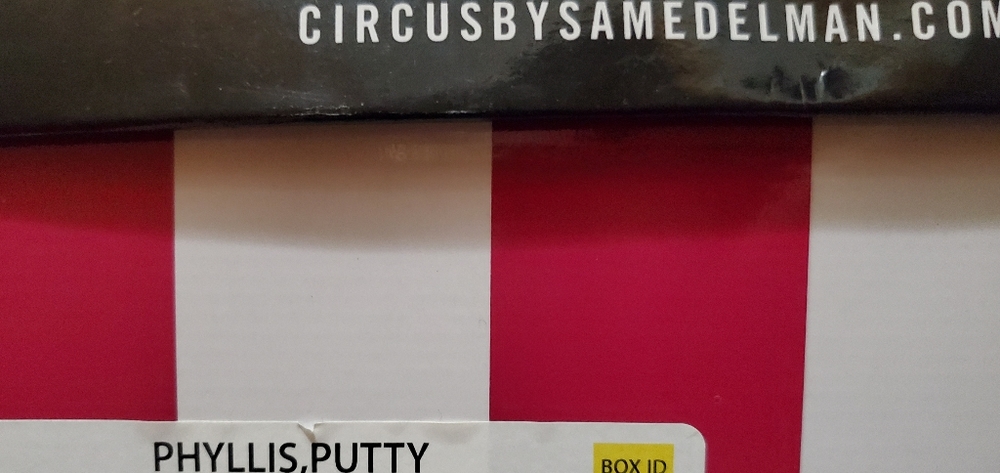 CIRCUSBYSAMEDELMAN.COM
PHYLLIS,PUTTY
BOX ID